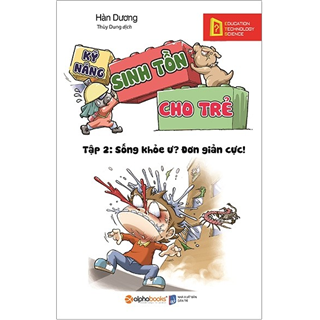 Hàn Dương
Thùy Dung dịch
EDUCATION
TECHNOLOGY
SCIENCE
KỸ NĂNG
SINH TỒN
CHO TRẺ
Tập 2: Sống khỏe ư? Đơn giản cực!
alphabooks